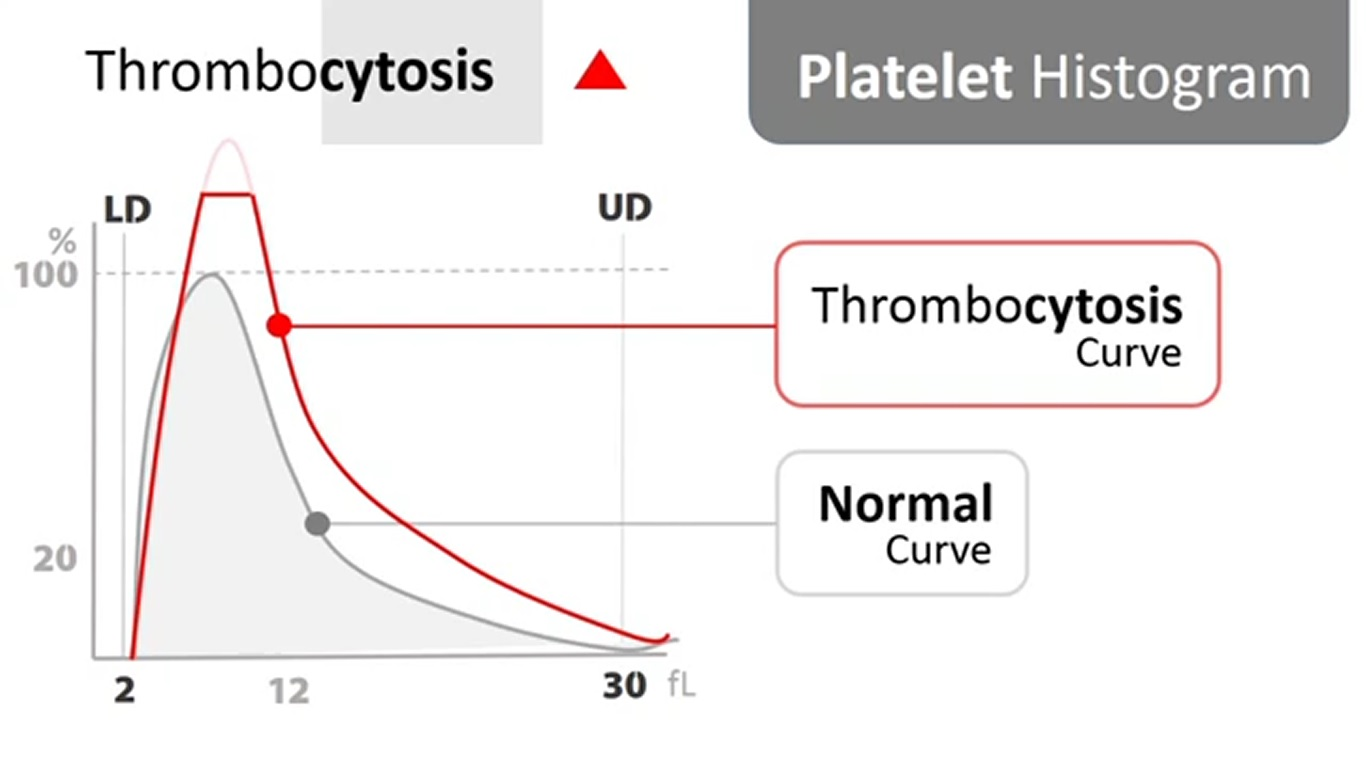 Thrombocytosis
Platelet Histogram
LD
UD
%
100
20
2
12
30
fL
Thrombocytosis
Curve
Normal
Curve